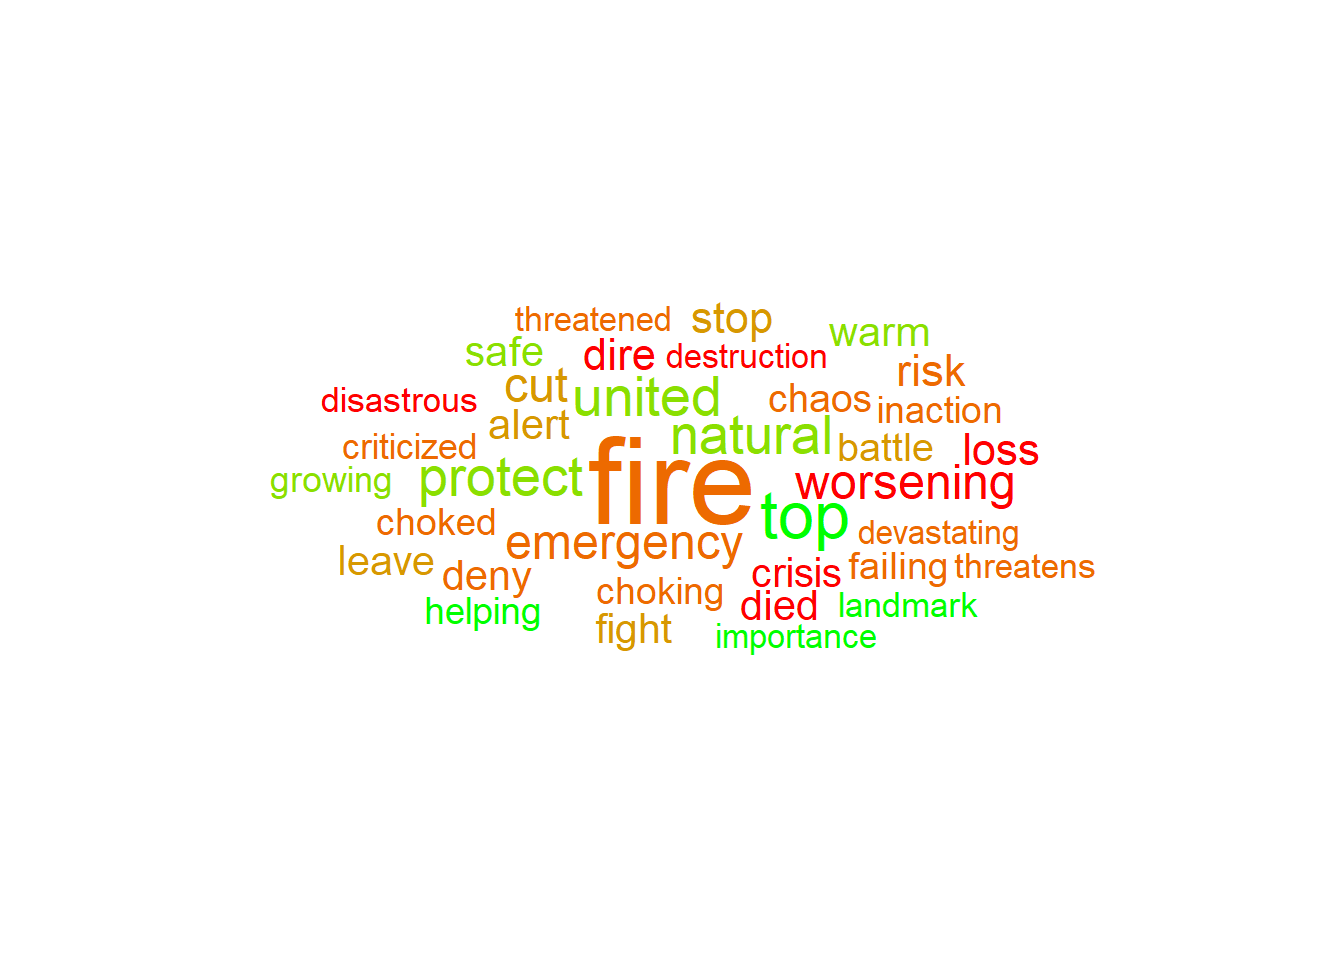 threatened stop warm
safe dire destruction risk
disastrous cut united chaos inaction
alert natural battle loss
criticized
growing protect fire worsening
choked top devastating
leave emergency
deny choking crisis failing threatens
helping died landmark
fight importance